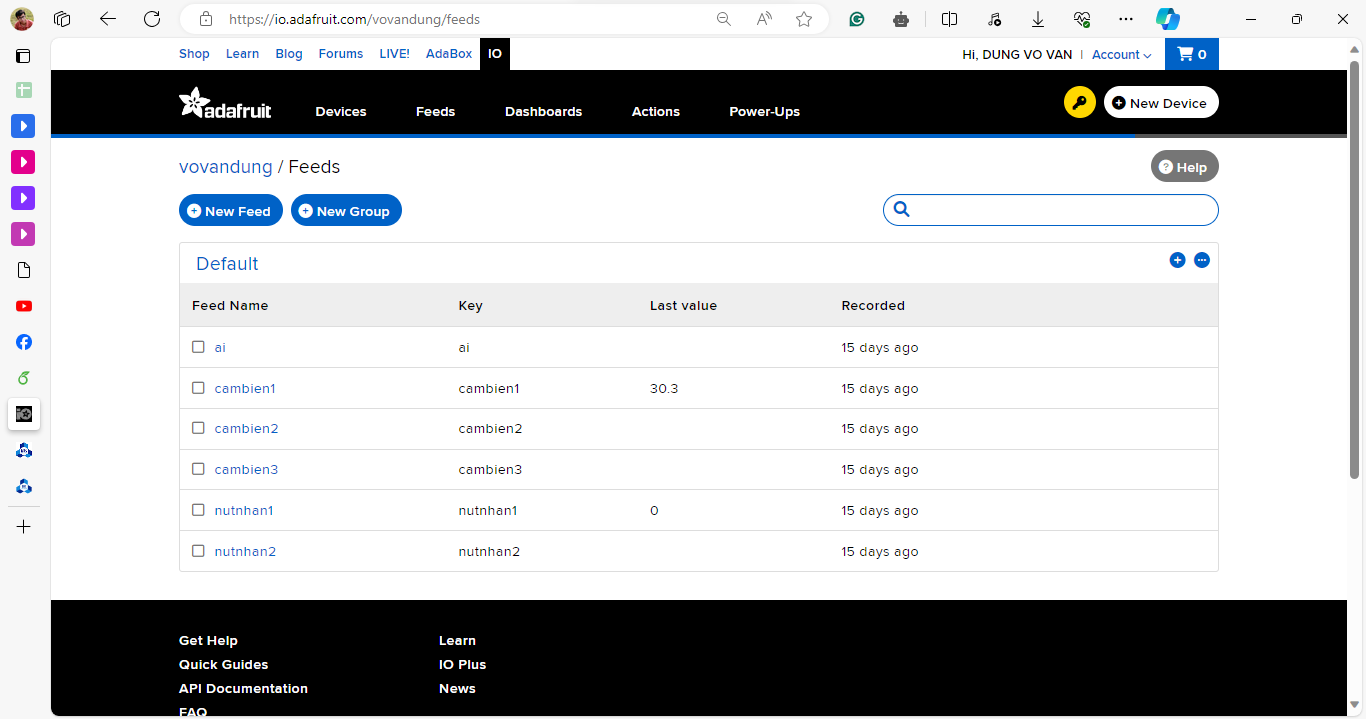 https://io.adafruit.com/vovandung/feeds
Shop Learn Blog Forums LIVE! AdaBox IO
Hi, DUNG VO VAN | Account 0
adafruit Devices Feeds Dashboards Actions Power-Ups New Device
vovandung / Feeds
Help
New Feed New Group
Default
Feed Name Key Last value Recorded
ai ai 15 days ago
cambien1 cambien1 30.3 15 days ago
cambien2 cambien2 15 days ago
cambien3 cambien3 15 days ago
nutnhan1 nutnhan1 0 15 days ago
nutnhan2 nutnhan2 15 days ago
Get Help Learn
Quick Guides IO Plus
API Documentation News
FAQ